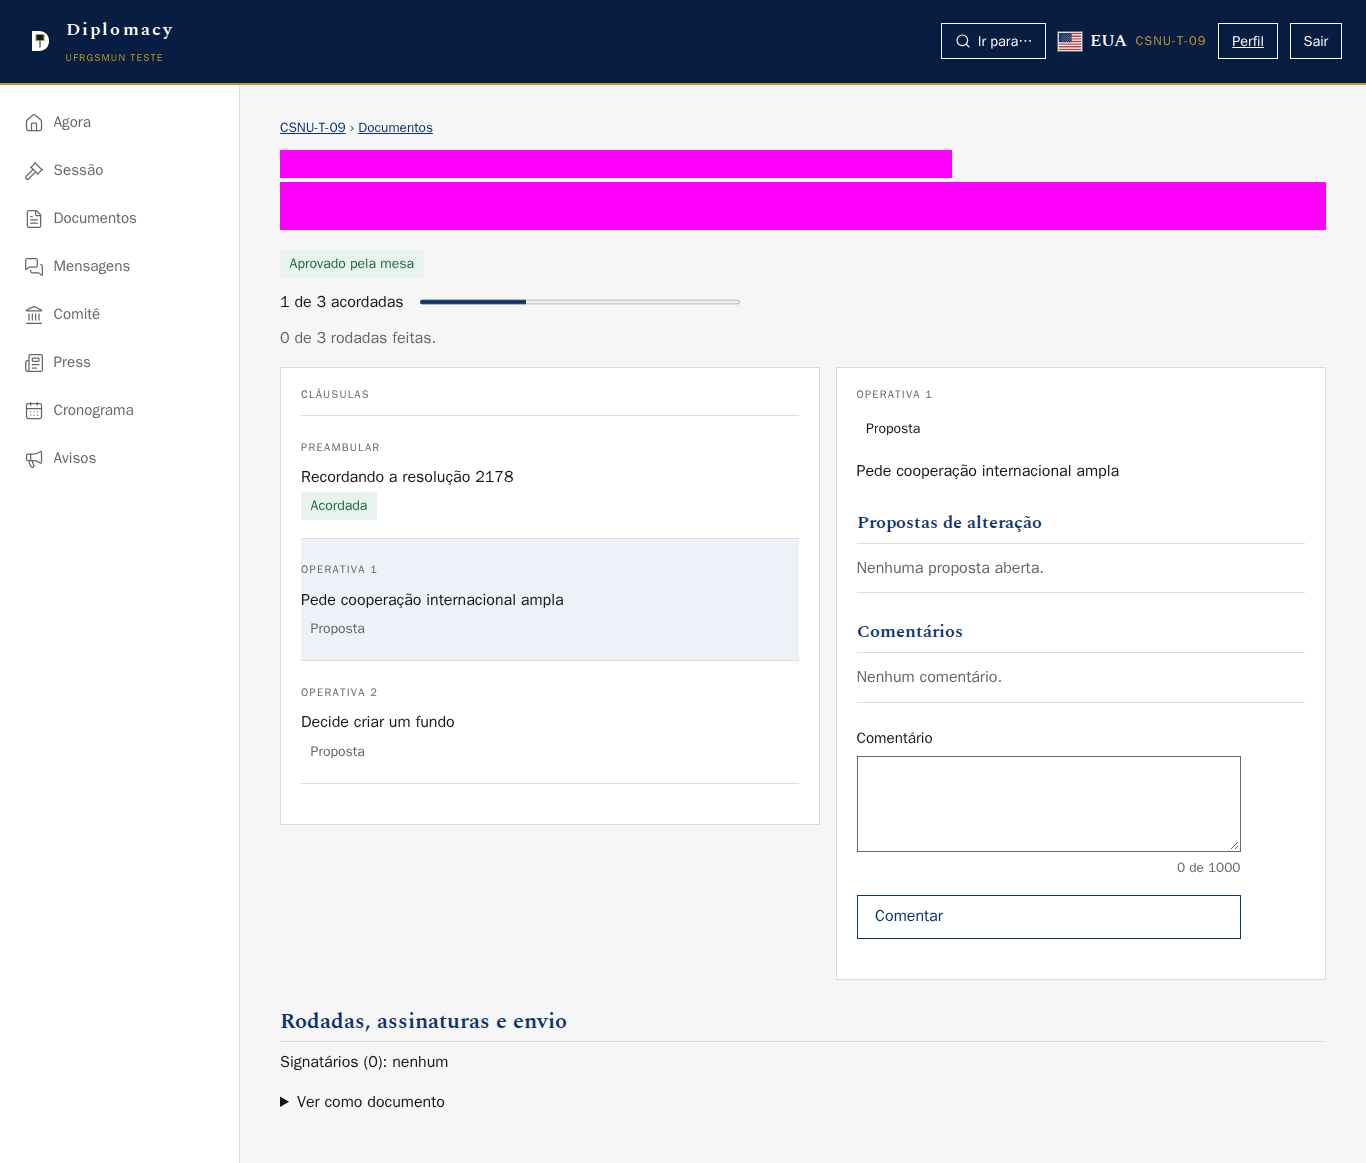 Diplomacy
UFRGSMUN TESTE
Ir para···
EUA
CSNU-T-09
Perfil
Sair
Agora
Sessão
Documentos
Mensagens
Comitê
Press
Cronograma
Avisos
CSNU-T-09 › Documentos
Aprovado pela mesa
1 de 3 acordadas
0 de 3 rodadas feitas.
CLÁUSULAS
PREAMBULAR
Recordando a resolução 2178
Acordada
OPERATIVA 1
Pede cooperação internacional ampla
Proposta
OPERATIVA 2
Decide criar um fundo
Proposta
OPERATIVA 1
Proposta
Pede cooperação internacional ampla
Propostas de alteração
Nenhuma proposta aberta.
Comentários
Nenhum comentário.
Comentário
0 de 1000
Comentar
Rodadas, assinaturas e envio
Signatários (0): nenhum
Ver como documento